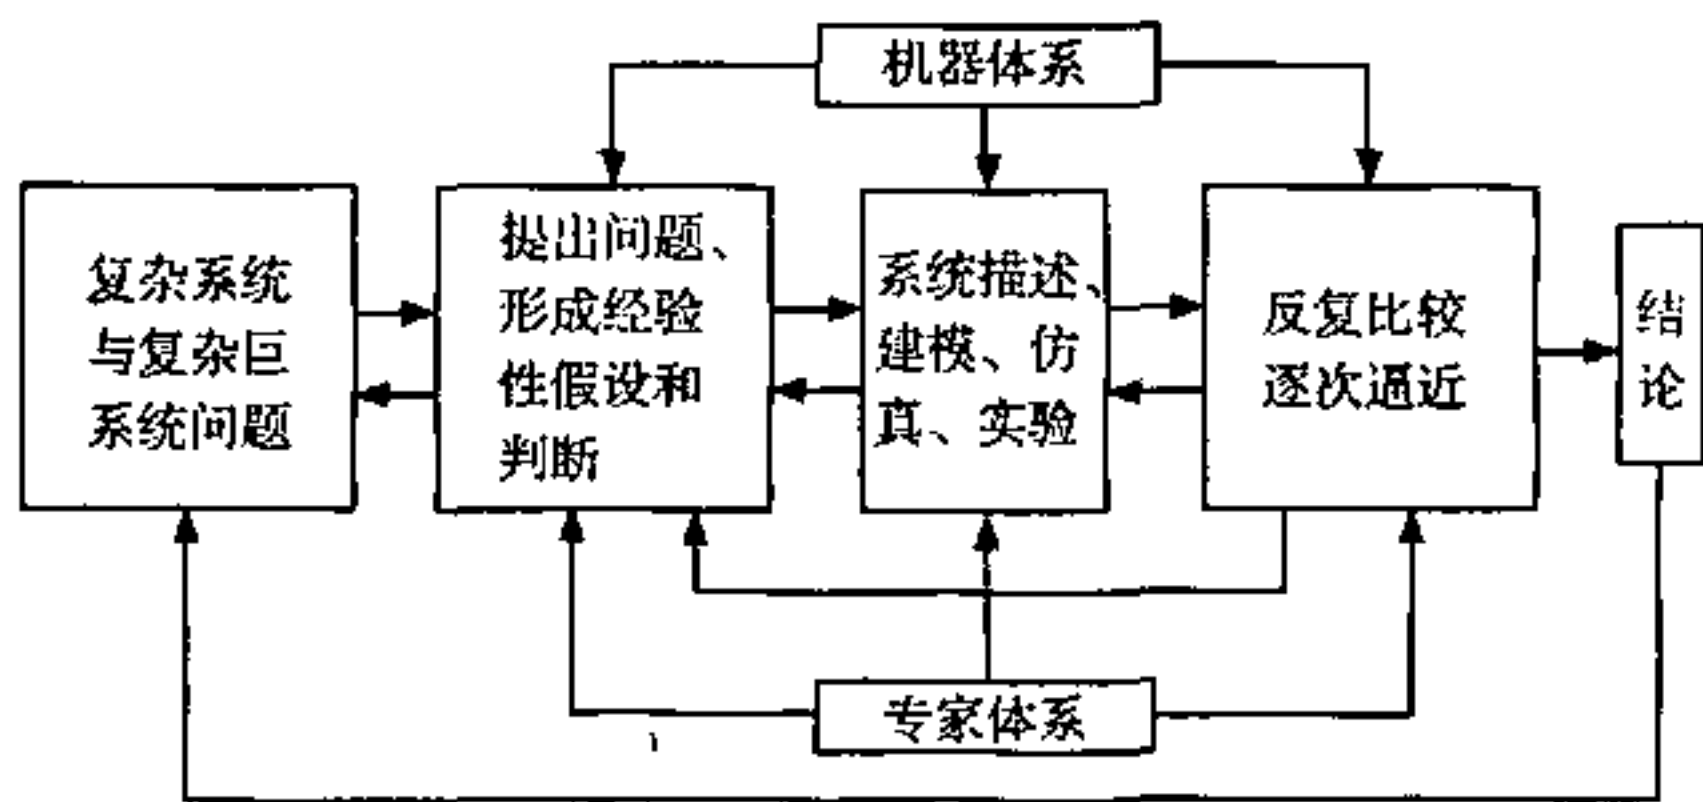 机器体系
复杂系统
与复杂巨
系统问题
提出问题、
形成经验
性假设和
判断
系统描述、
建模、仿
真、实验
反复比较
逐次逼近
结
论
专家体系